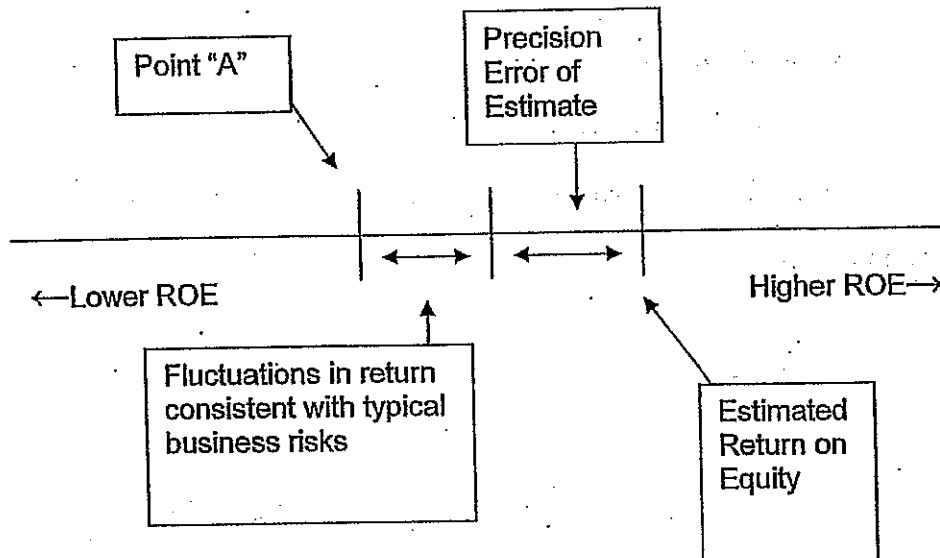 Point “A”
Precision
Error of
Estimate
←Lower ROE
Higher ROE→
Fluctuations in return
consistent with typical
business risks
Estimated
Return on
Equity